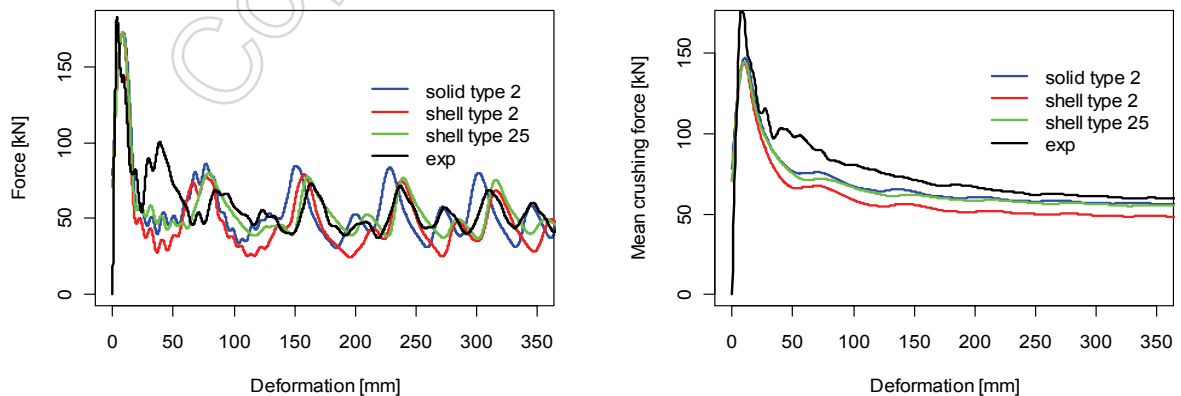 Force [kN]
0
50
100
150
solid type 2
shell type 2
shell type 25
exp
0 50 100 150 200 250 300 350
Deformation [mm]
Mean crushing force [kN]
0
50
100
150
solid type 2
shell type 2
shell type 25
exp
0 50 100 150 200 250 300 350
Deformation [mm]